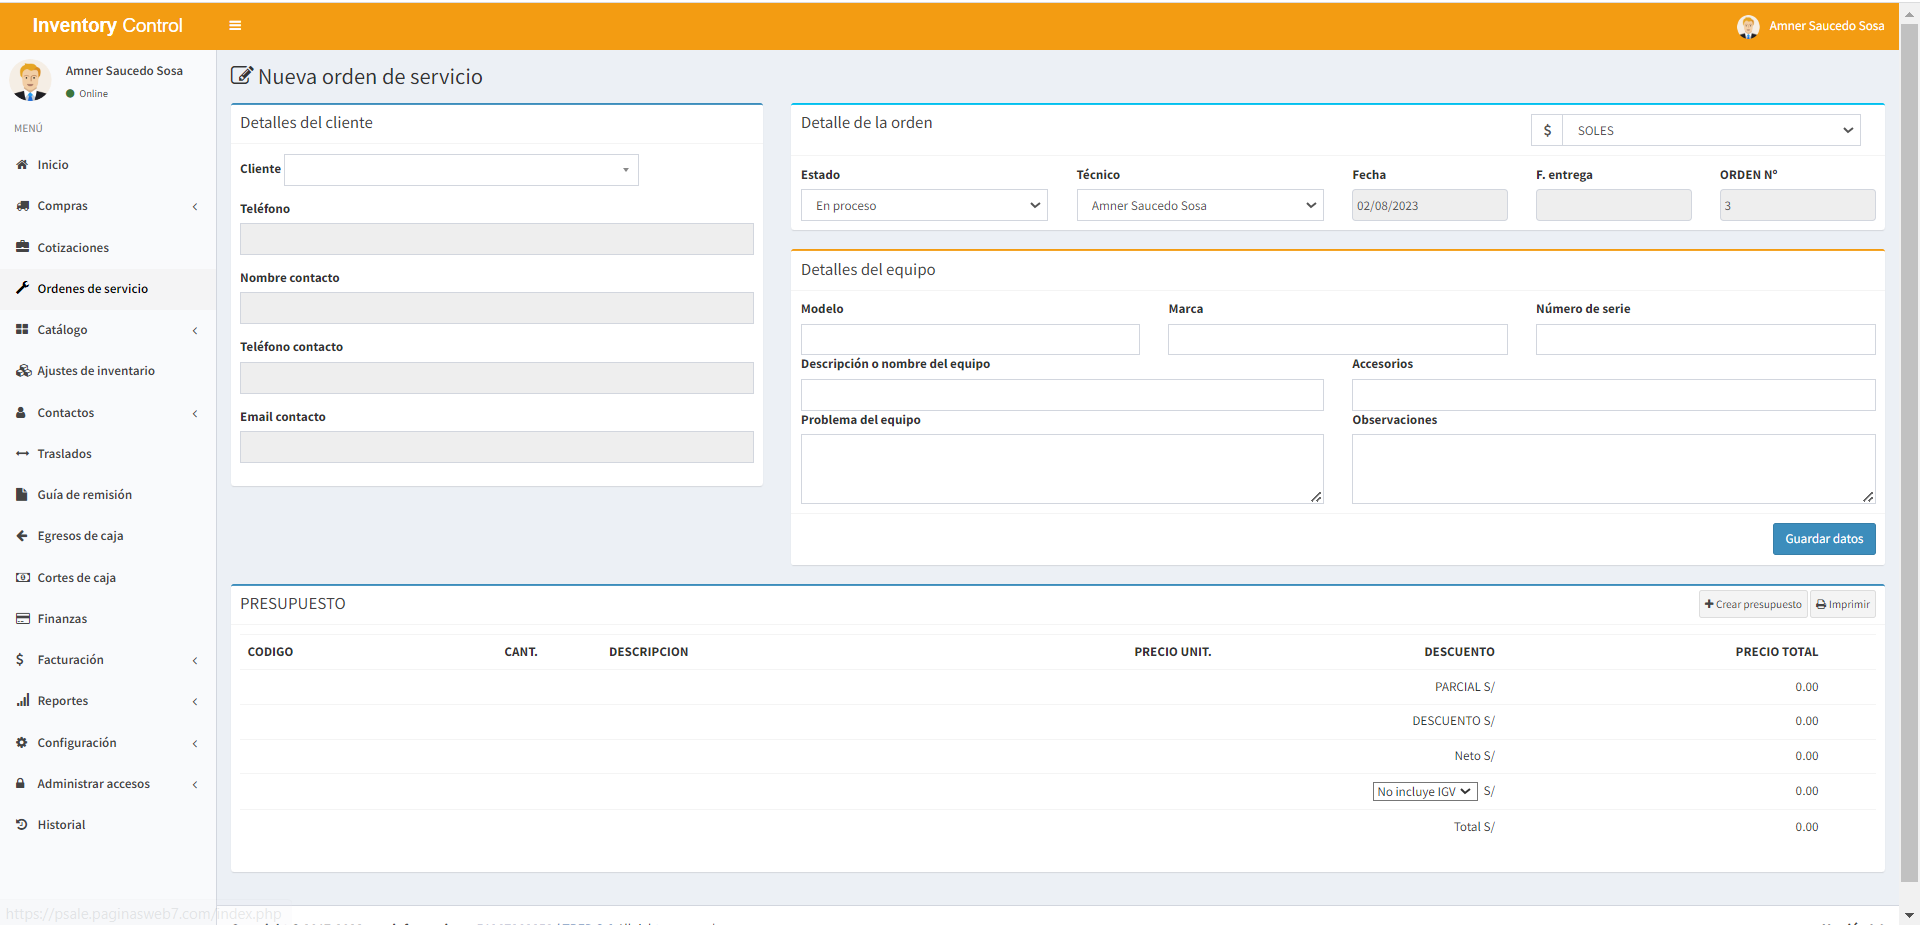 Inventory Control
Amner Saucedo Sosa
Amner Saucedo Sosa
Online
MENÚ
Inicio
Compras
Cotizaciones
Ordenes de servicio
Catálogo
Ajustes de inventario
Contactos
Traslados
Guía de remisión
Egresos de caja
Cortes de caja
Finanzas
Facturación
Reportes
Configuración
Administrar accesos
Historial
https://psale.paginasweb7.com/index.php
Nueva orden de servicio
Detalles del cliente
Cliente
Teléfono
Nombre contacto
Teléfono contacto
Email contacto
Detalle de la orden
$ SOLES
Estado Técnico Fecha F. entrega ORDEN Nº
En proceso Amner Saucedo Sosa 02/08/2023 3
Detalles del equipo
Modelo Marca Número de serie
Descripción o nombre del equipo Accesorios
Problema del equipo Observaciones
Guardar datos
PRESUPUESTO
Crear presupuesto Imprimir
CODIGO CANT. DESCRIPCION PRECIO UNIT. DESCUENTO PRECIO TOTAL
PARCIAL S/ 0.00
DESCUENTO S/ 0.00
Neto S/ 0.00
No incluye IGV S/ 0.00
Total S/ 0.00